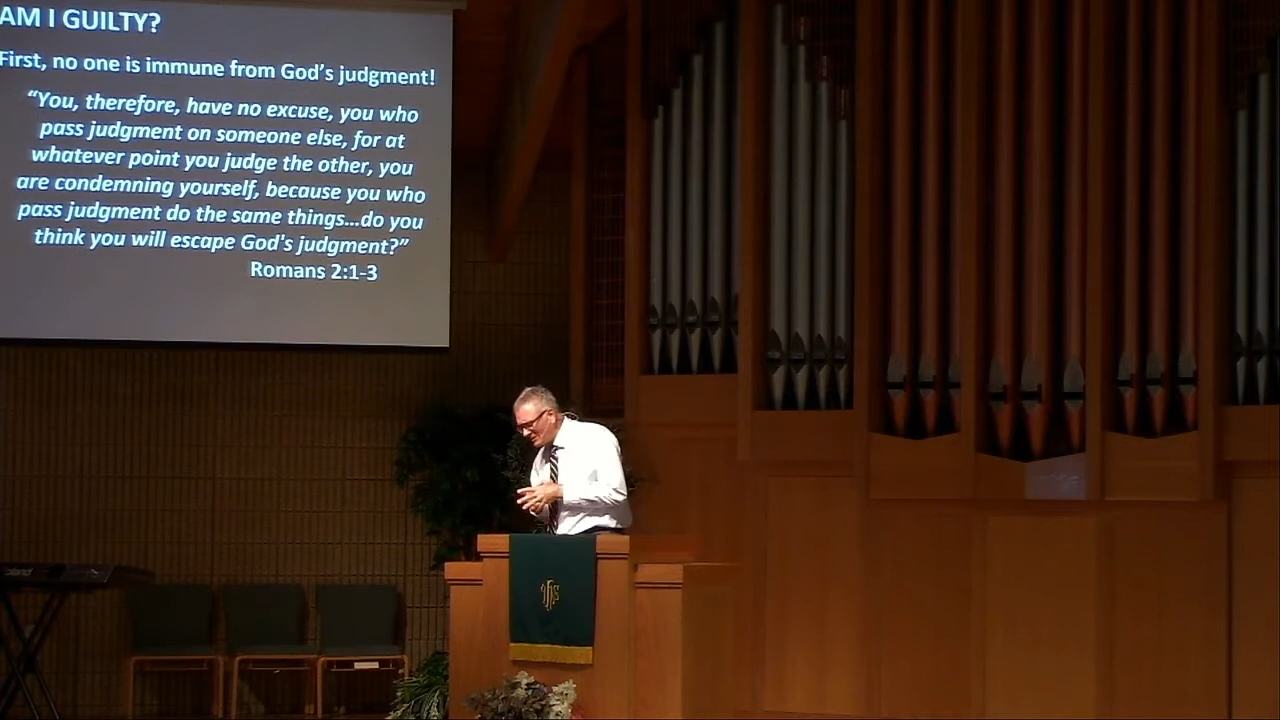 AM I GUILTY?
First, no one is immune from God's judgment!
“You, therefore, have no excuse, you who
pass judgment on someone else, for at
whatever point you judge the other, you
are condemning yourself, because you who
pass judgment do the same things...do you
think you will escape God's judgment?”
Romans 2:1-3
Roland
IHS